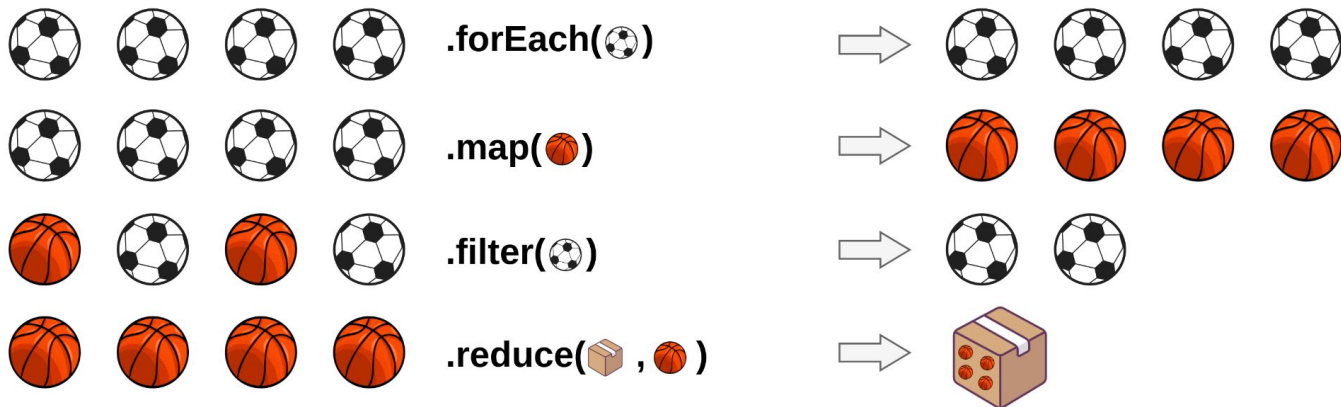 .forEach( )
.map( )
.filter( )
.reduce( , )